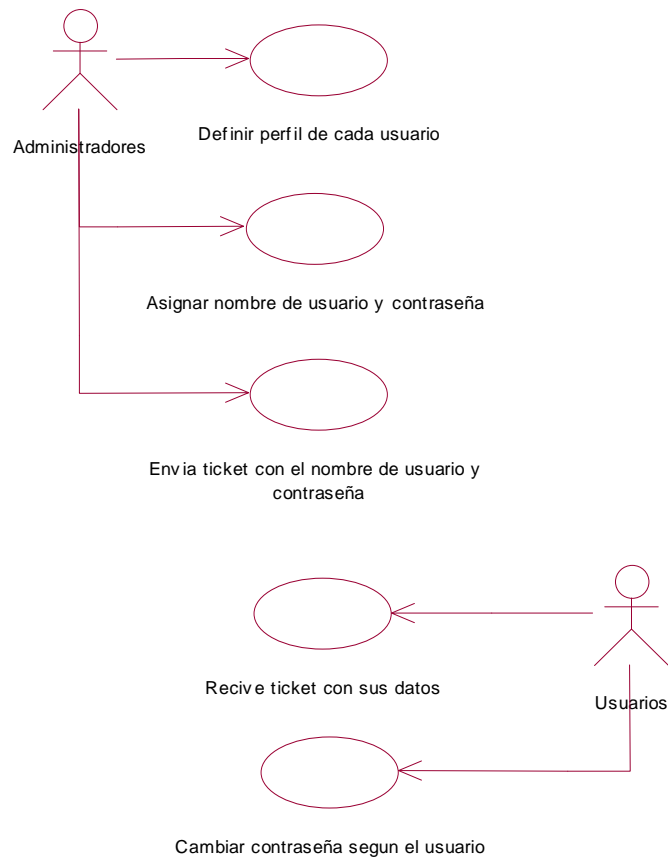 Administradores
Definir perfil de cada usuario
Asignar nombre de usuario y contraseña
Envia ticket con el nombre de usuario y
contraseña
Recive ticket con sus datos
Usuarios
Cambiar contraseña segun el usuario